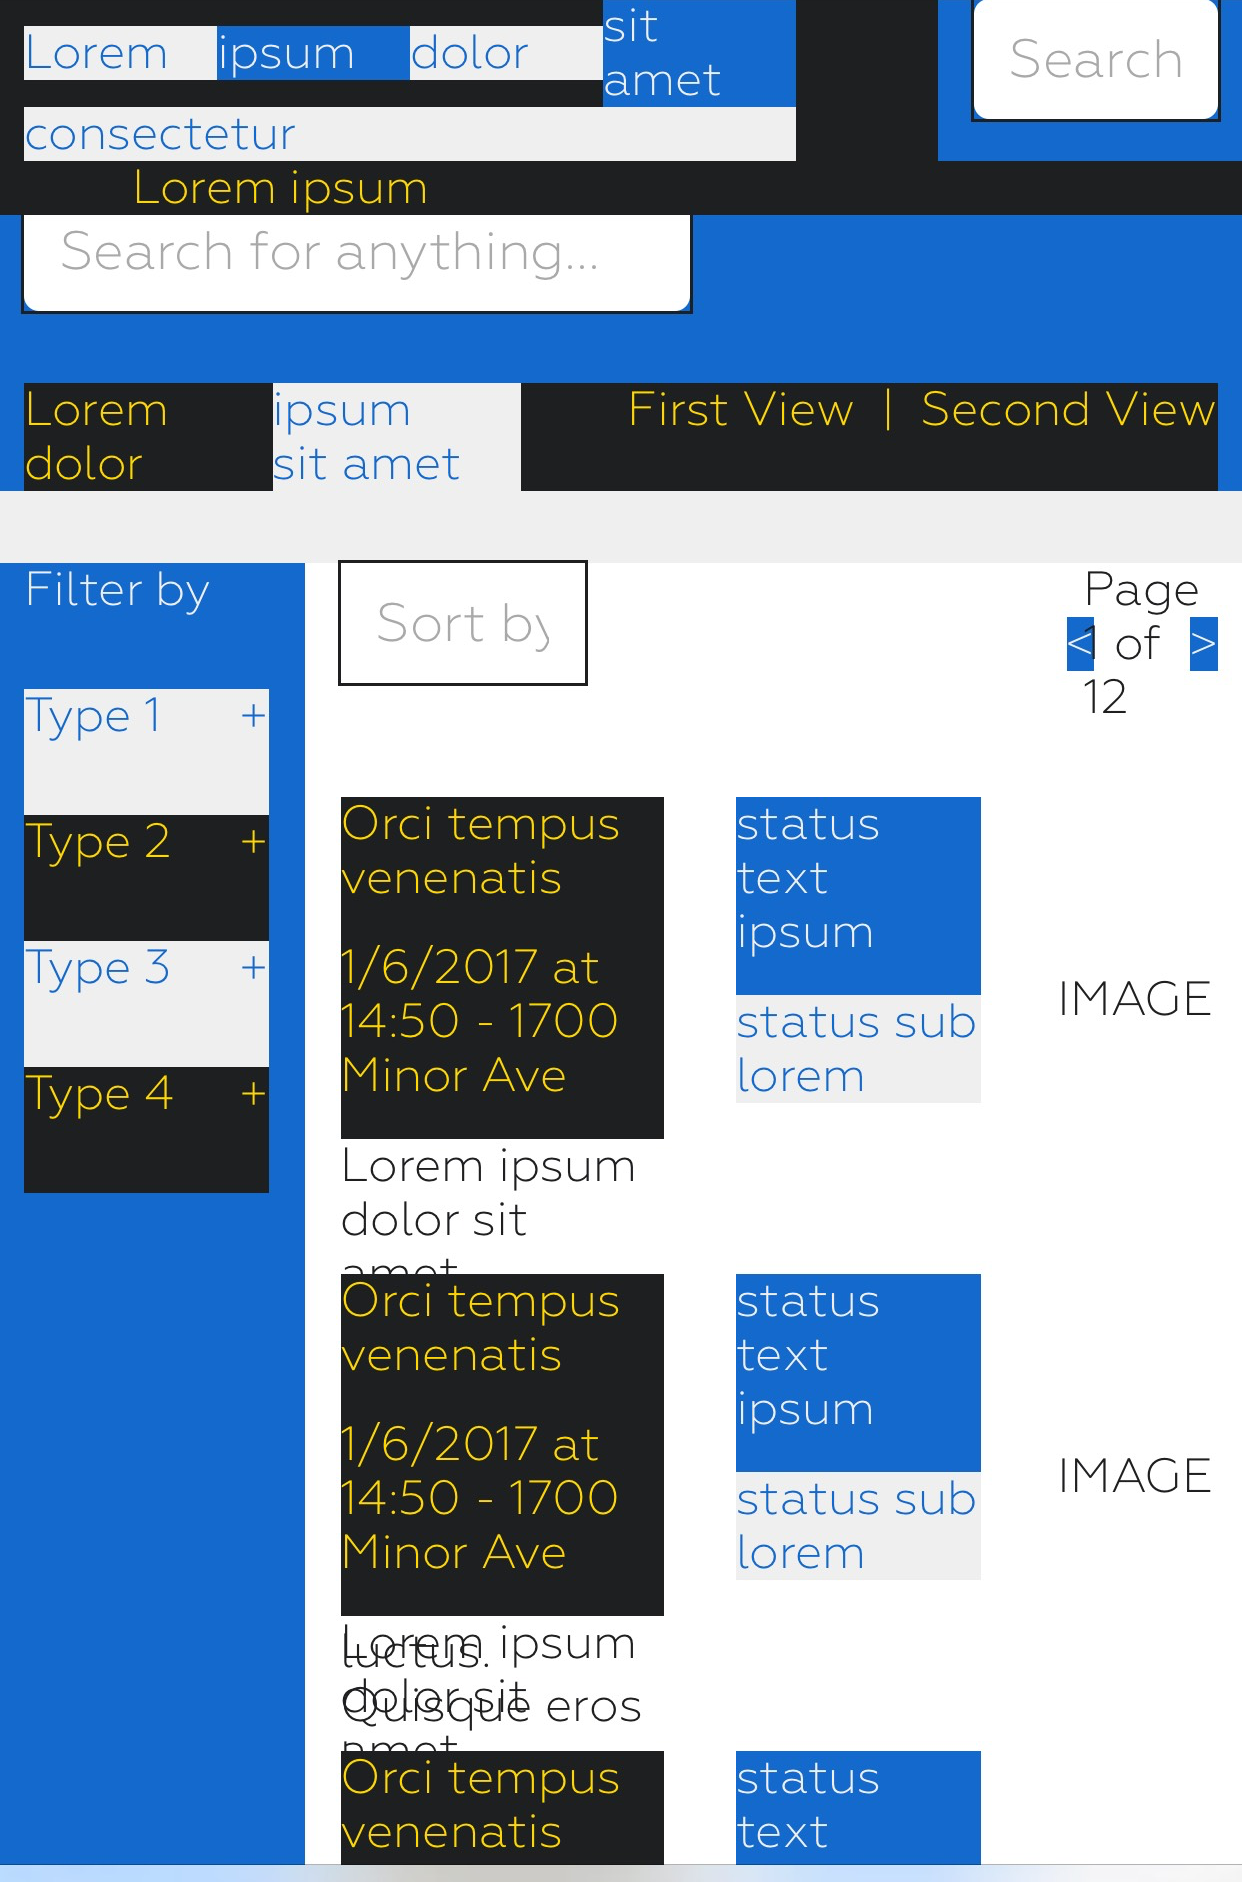 Lorem ipsum dolor sit
amet
Search
consectetur
Lorem ipsum
Search for anything...
Lorem
dolor
ipsum
sit amet
First View | Second View
Filter by
Sort by
Page
< 1 of >
12
Type 1 +
Type 2 +
Type 3 +
Type 4 +
Orci tempus
venenatis
1/6/2017 at
14:50 - 1700
Minor Ave
status
text
ipsum
status sub
lorem
IMAGE
Lorem ipsum
dolor sit
amet
Orci tempus
venenatis
1/6/2017 at
14:50 - 1700
Minor Ave
status
text
ipsum
status sub
lorem
IMAGE
Lorem ipsum
luctus.
dolor sit
Quisque eros
amet
Orci tempus
venenatis
status
text